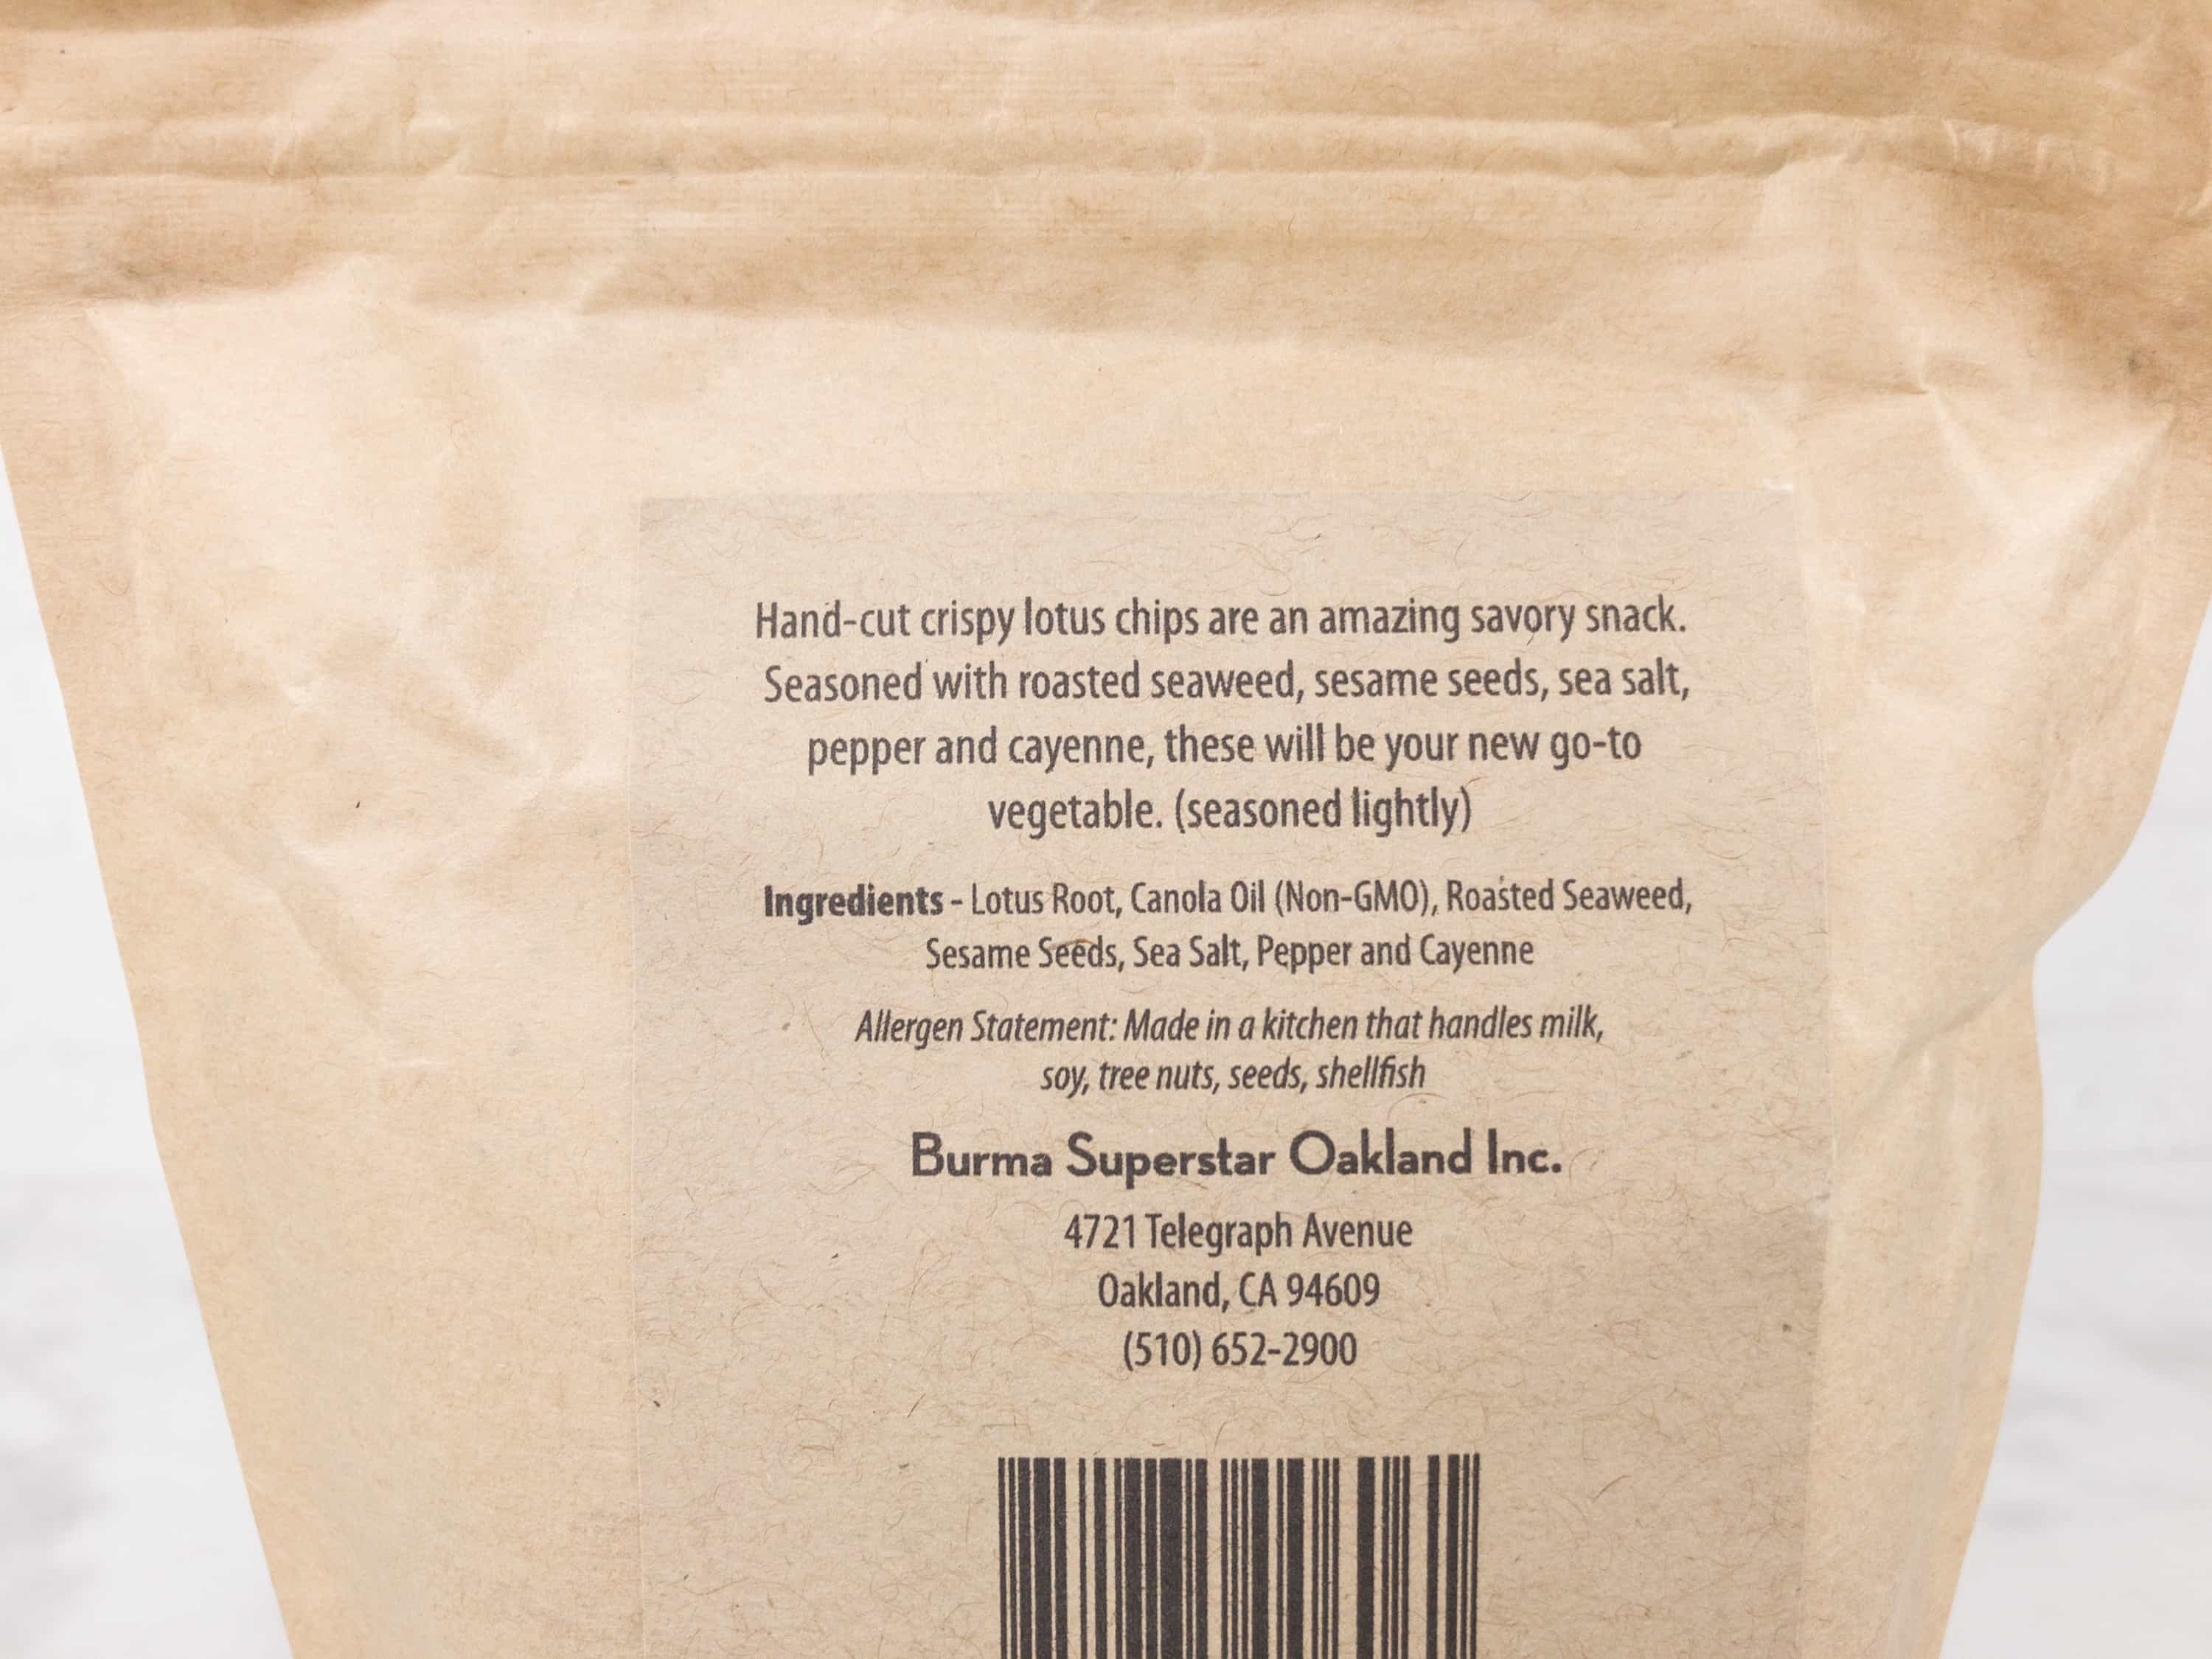 Hand-cut crispy lotus chips are an amazing savory snack.
Seasoned with roasted seaweed, sesame seeds, sea salt,
pepper and cayenne, these will be your new go-to
vegetable. (seasoned lightly)
Ingredients - Lotus Root, Canola Oil (Non-GMO), Roasted Seaweed,
Sesame Seeds, Sea Salt, Pepper and Cayenne
Allergen Statement: Made in a kitchen that handles milk,
soy, tree nuts, seeds, shellfish
Burma Superstar Oakland Inc.
4721 Telegraph Avenue
Oakland, CA 94609
(510) 652-2900